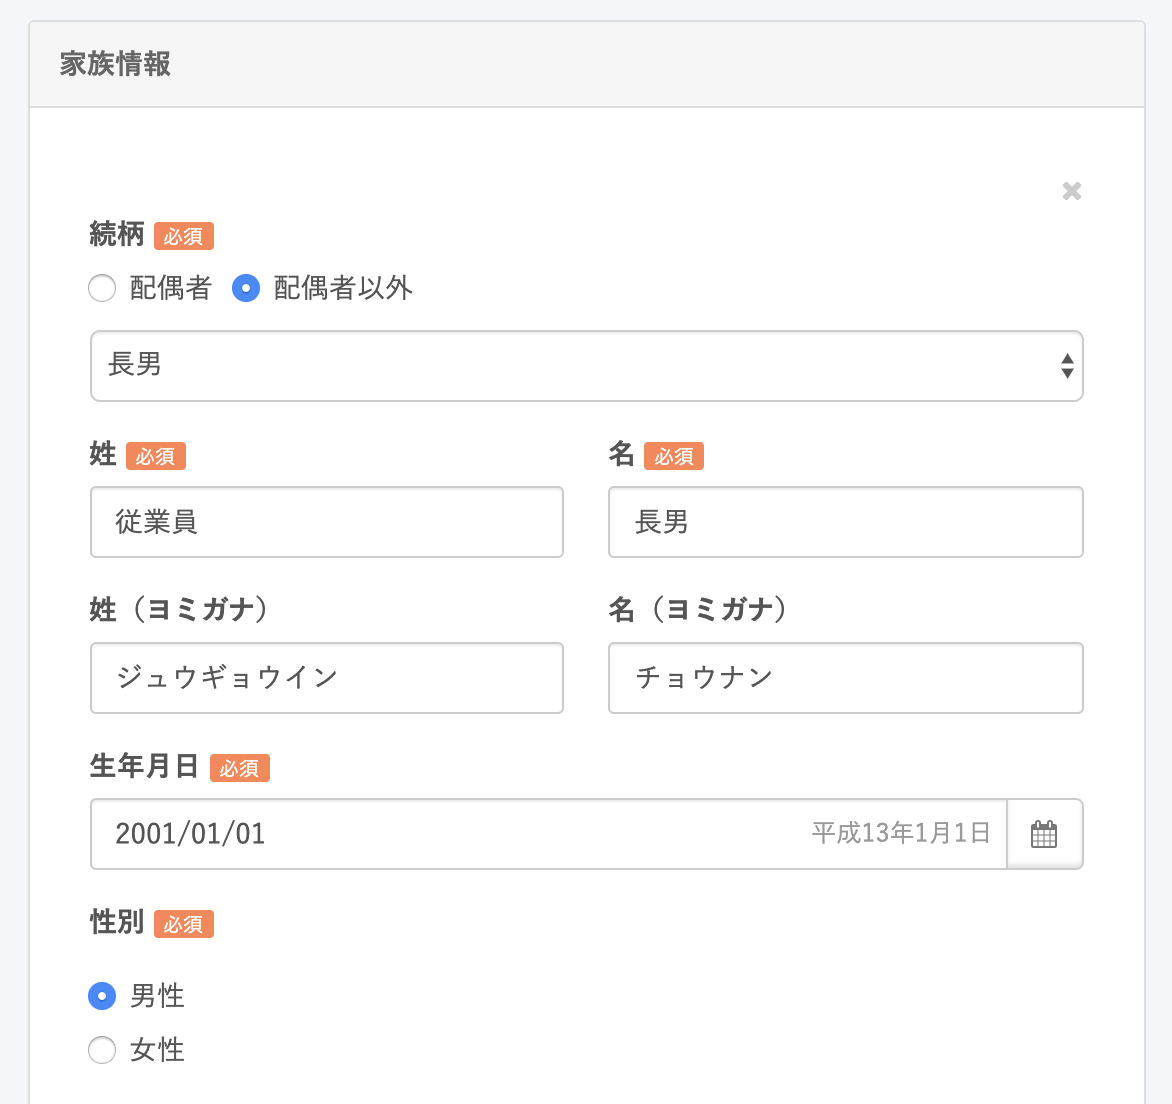 家族情報
続柄 必須
配偶者 配偶者以外
長男
姓 必須 名 必須
従業員 長男
姓（ヨミガナ） 名（ヨミガナ）
ジュウギョウイン チョウナン
生年月日 必須
2001/01/01 平成13年1月1日
性別 必須
男性
女性